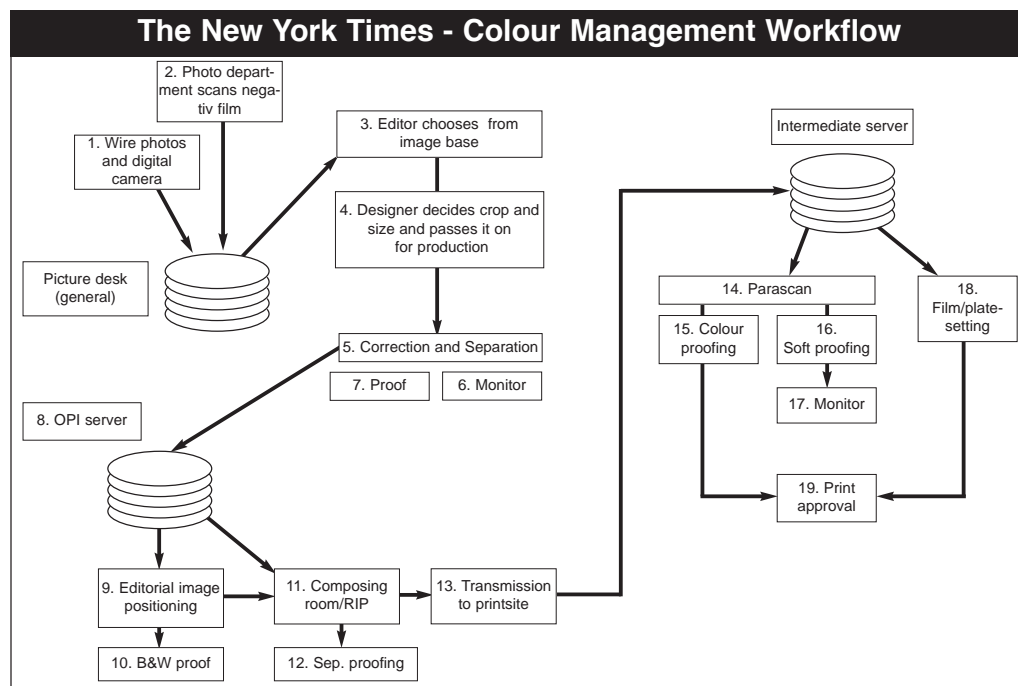 The New York Times - Colour Management Workflow
2. Photo depart-
ment scans nega-
tiv film
1. Wire photos
and digital
camera
3. Editor chooses from
image base
4. Designer decides crop and
size and passes it on
for production
Picture desk
(general)
5. Correction and Separation
7. Proof
6. Monitor
8. OPI server
9. Editorial image
positioning
10. B&W proof
11. Composing
room/RIP
12. Sep. proofing
13. Transmission
to printsite
Intermediate server
14. Parascan
15. Colour
proofing
16.
Soft proofing
17. Monitor
18.
Film/plate-
setting
19. Print
approval